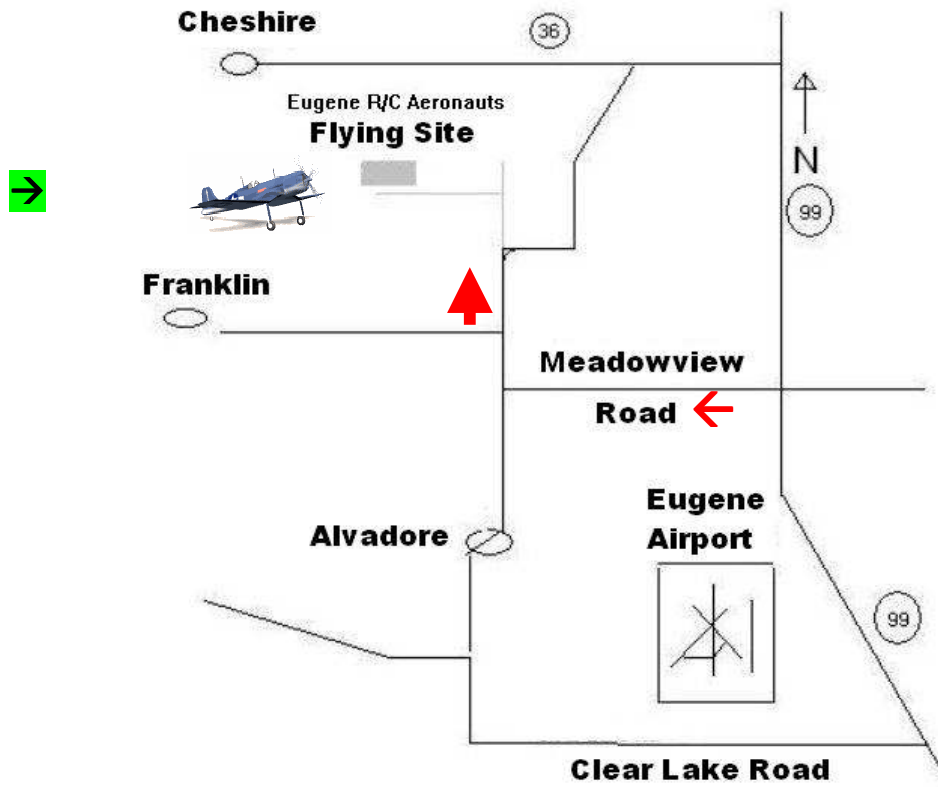 Cheshire
36
Eugene R/C Aeronauts
Flying Site
N
99
Franklin
Meadowview
Road
Eugene
Airport
Alvadore
99
Clear Lake Road